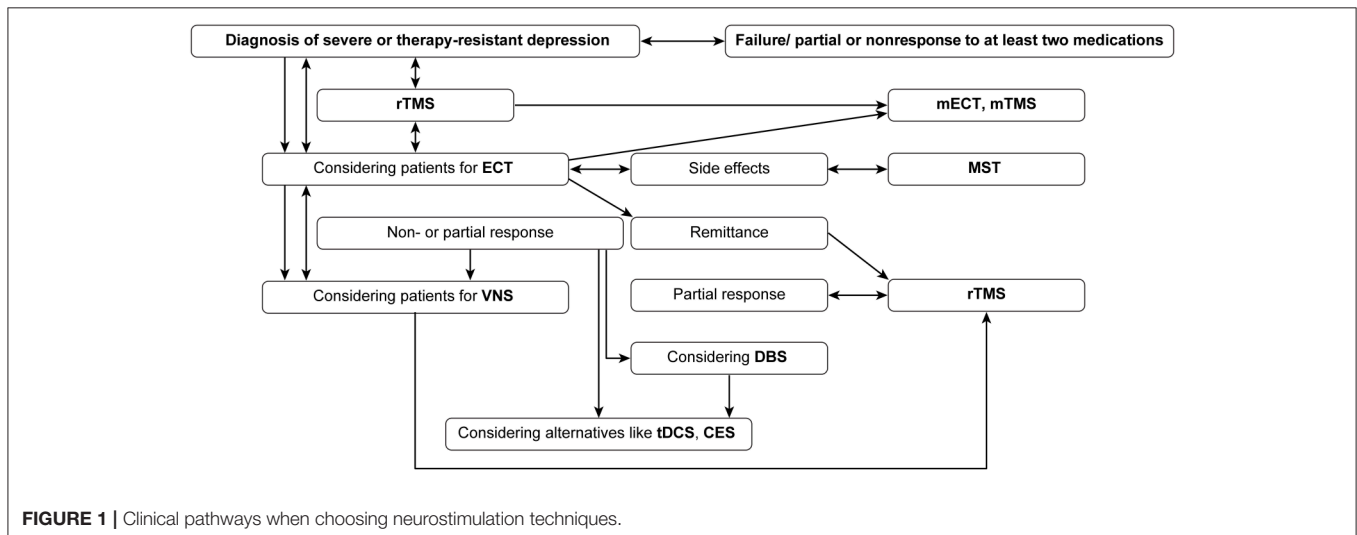 Diagnosis of severe or therapy-resistant depression
Failure/ partial or nonresponse to at least two medications
rTMS
mECT, mTMS
Considering patients for ECT
Side effects
MST
Non- or partial response
Remittance
Considering patients for VNS
Partial response
rTMS
Considering DBS
Considering alternatives like tDCS, CES
FIGURE 1 | Clinical pathways when choosing neurostimulation techniques.